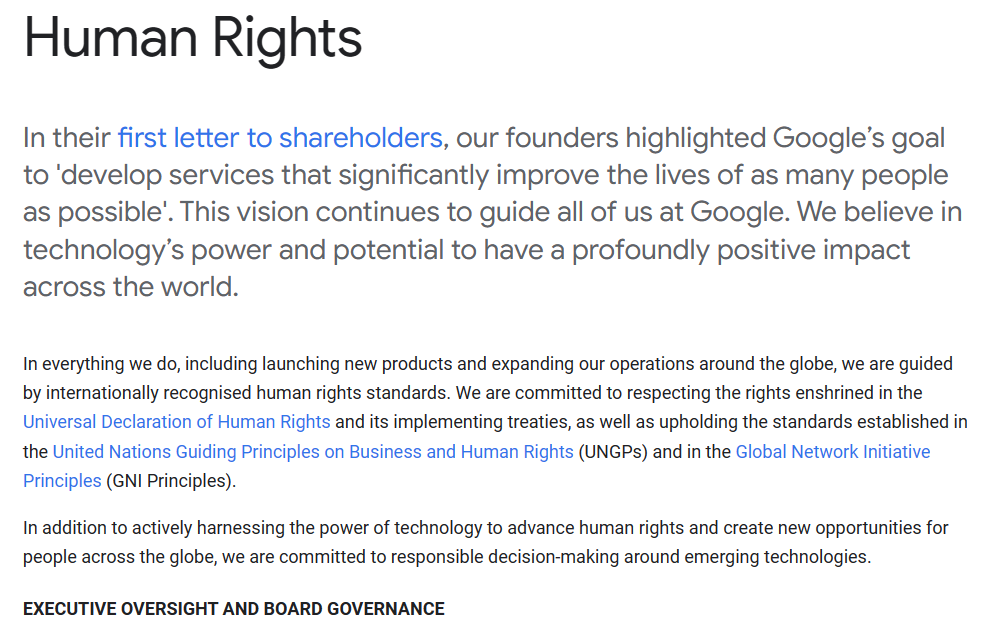 Human Rights
In their first letter to shareholders, our founders highlighted Google’s goal
to 'develop services that significantly improve the lives of as many people
as possible'. This vision continues to guide all of us at Google. We believe in
technology’s power and potential to have a profoundly positive impact
across the world.
In everything we do, including launching new products and expanding our operations around the globe, we are guided
by internationally recognised human rights standards. We are committed to respecting the rights enshrined in the
Universal Declaration of Human Rights and its implementing treaties, as well as upholding the standards established in
the United Nations Guiding Principles on Business and Human Rights (UNGPs) and in the Global Network Initiative
Principles (GNI Principles).
In addition to actively harnessing the power of technology to advance human rights and create new opportunities for
people across the globe, we are committed to responsible decision-making around emerging technologies.
EXECUTIVE OVERSIGHT AND BOARD GOVERNANCE